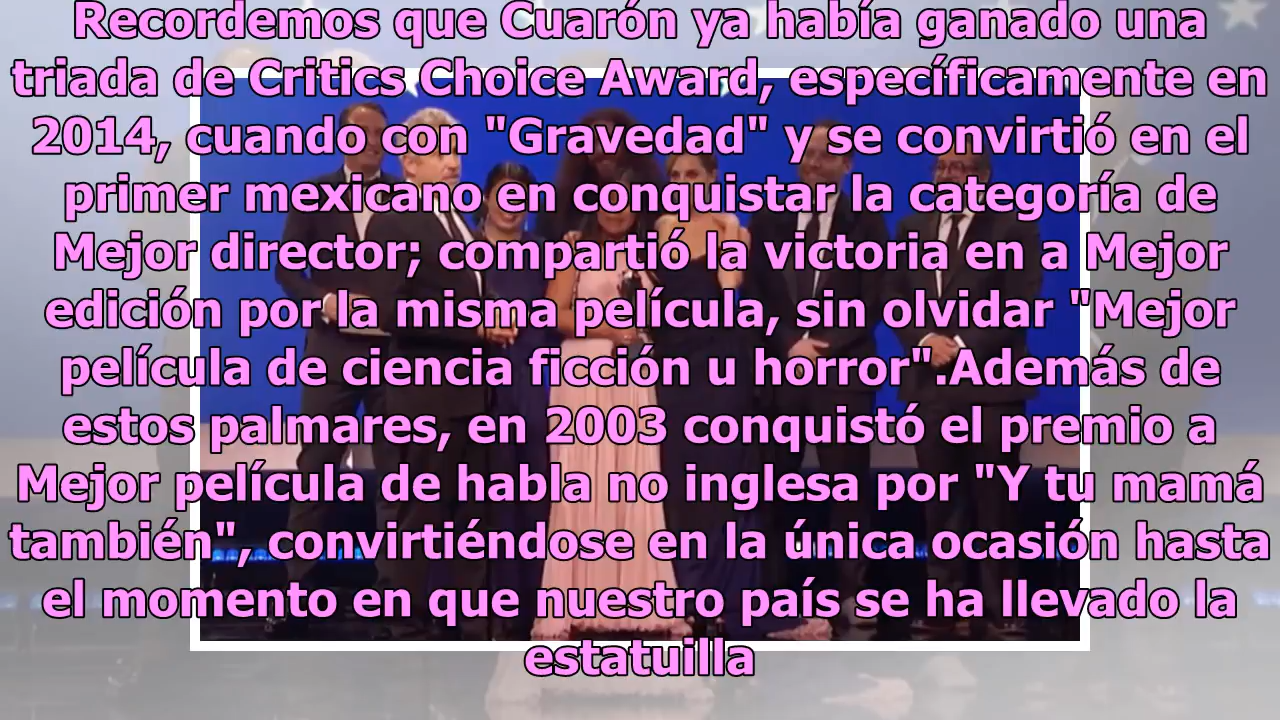 Recordemos que Cuarón ya había ganado una
triada de Critics Choice Award, específicamente en
2014, cuando con "Gravedad" y se convirtió en el
primer mexicano en conquistar la categoría de
Mejor director; compartió la victoria en a Mejor
edición por la misma película, sin olvidar "Mejor
película de ciencia ficción u horror".Además de
estos palmares, en 2003 conquistó el premio a
Mejor película de habla no inglesa por "Y tu mamá
también", convirtiéndose en la única ocasión hasta
el momento en que nuestro país se ha llevado la
estatuilla